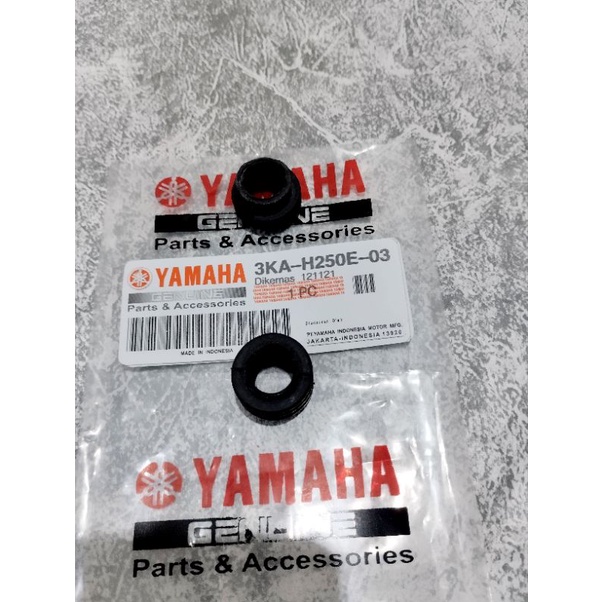 YAMAHA
GENUINE
Parts & Accessories
YAMAHA 3KA-H250E-03
GENUINE
Dikemas 121121
Parts & Accessories
1 PC
MADE IN INDONESIA
PT.YAMAHA INDONESIA MOTOR MFG.
JAKARTA-INDONESIA 13920
YAMAHA
GENUINE
Parts & Accessories